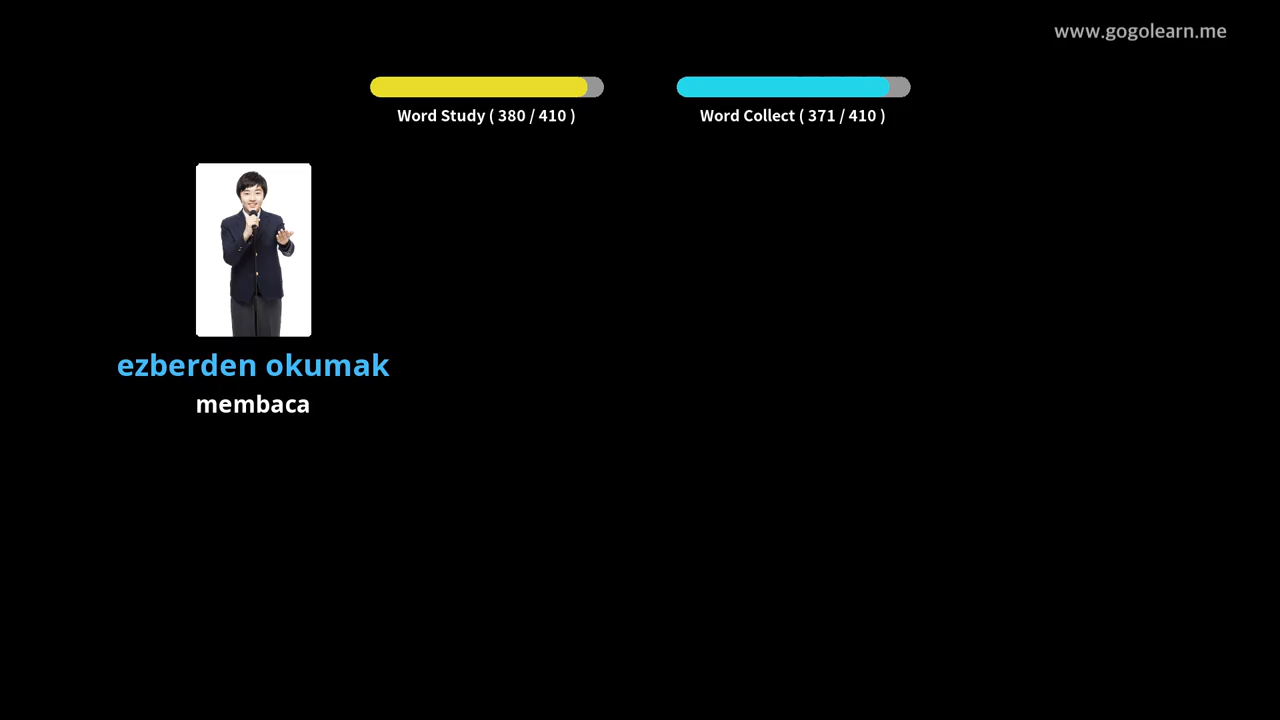 www.gogolearn.me
Word Study ( 380 / 410 )
Word Collect ( 371 / 410 )
ezberden okumak
membaca